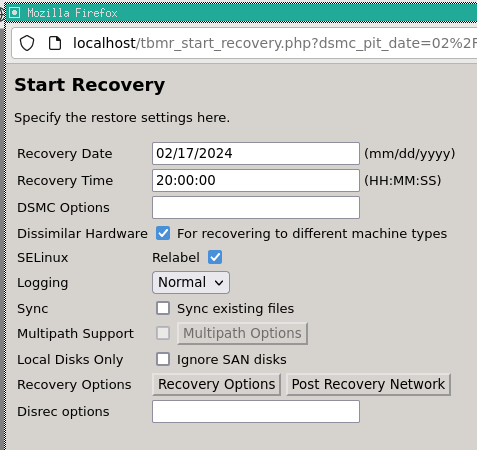 Mozilla Firefox
localhost/tbmr_start_recovery.php?dsmc_pit_date=02%2F
Start Recovery
Specify the restore settings here.
Recovery Date 02/17/2024 (mm/dd/yyyy)
Recovery Time 20:00:00 (HH:MM:SS)
DSMC Options
Dissimilar Hardware For recovering to different machine types
SELinux Relabel
Logging Normal
Sync Sync existing files
Multipath Support Multipath Options
Local Disks Only Ignore SAN disks
Recovery Options Recovery Options Post Recovery Network
Disrec options